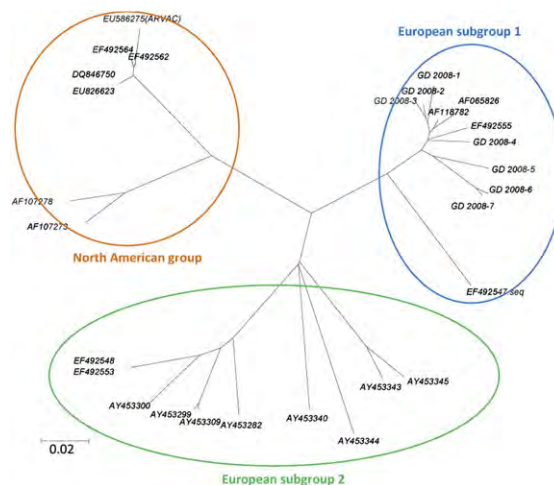 EU586275(ARVAC)
EF492564
EF492562
DQ846750
EU826623
AF107278
AF107273
North American group
European subgroup 1
GD 2008-1
GD 2008-2
GD 2008-3
AF065826
AF118782
EF492555
GD 2008-4
GD 2008-5
GD 2008-6
GD 2008-7
EF492547 seq
EF492548
EF492553
AY453300
AY453299
AY453309
AY453282
AY453340
AY453344
AY453343
AY453345
0.02
European subgroup 2